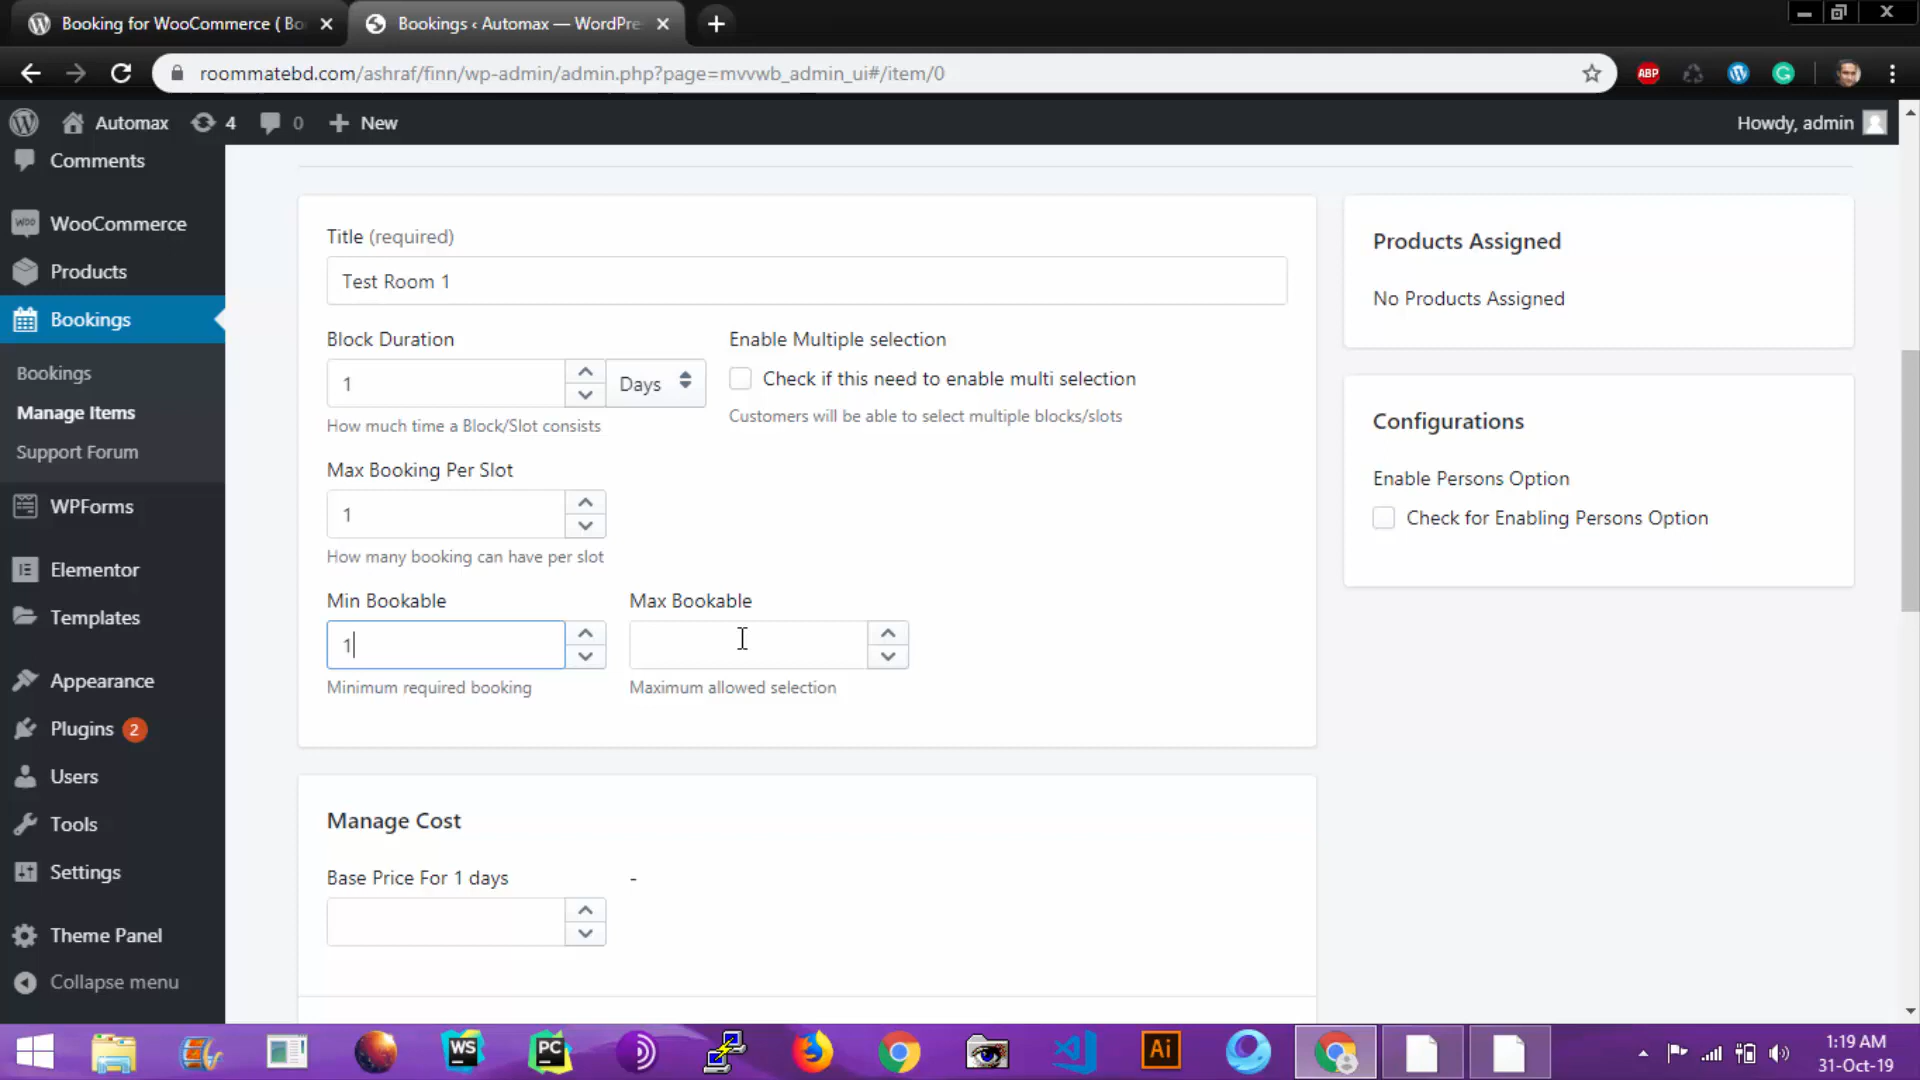 Booking for WooCommerce ( Bo
Bookings ‹ Automax — WordPre
roommatebd.com/ashraf/finn/wp-admin/admin.php?page=mvvwb_admin_ui#/item/0
ABP
Automax
4
0
New
Howdy, admin
Comments
WooCommerce
Products
Bookings
Bookings
Manage Items
Support Forum
WPForms
Elementor
Templates
Appearance
Plugins 2
Users
Tools
Settings
Theme Panel
Collapse menu
Title (required)
Test Room 1
Block Duration
1
Days
How much time a Block/Slot consists
Enable Multiple selection
Check if this need to enable multi selection
Customers will be able to select multiple blocks/slots
Max Booking Per Slot
1
How many booking can have per slot
Min Bookable
1
Minimum required booking
Max Bookable
Maximum allowed selection
Manage Cost
Base Price For 1 days
-
Products Assigned
No Products Assigned
Configurations
Enable Persons Option
Check for Enabling Persons Option
WS
PC
Ai
1:19 AM
31-Oct-19